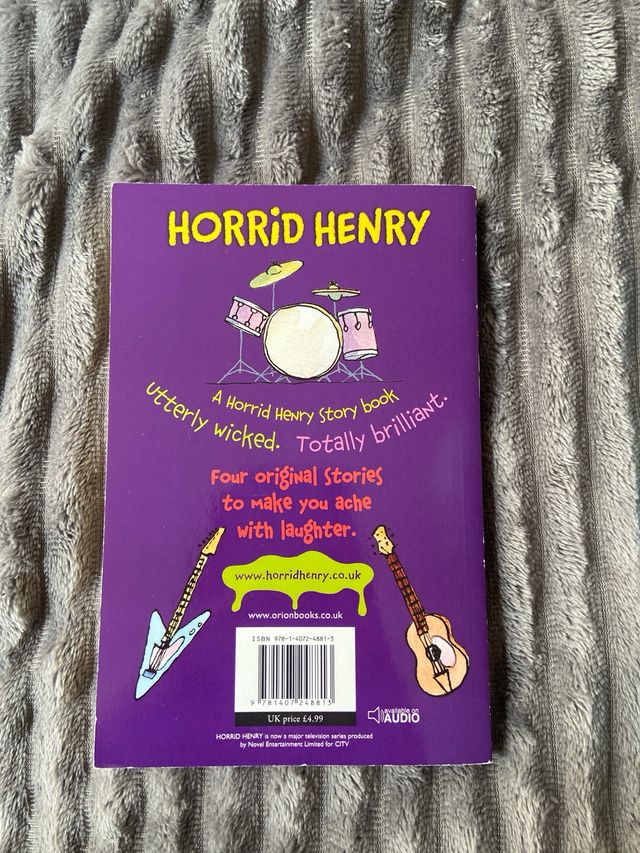 HORRiD HENRY
A HorriD Henry Story book
utterly wicked. Totally brilliant.
Four original Stories
to make you ache
with laughter.
www.horridhenry.co.uk
www.orionbooks.co.uk
ISBN 978-1-4072-4881-3
9 781407 248813
UK price £4.99
available on
AUDIO
HORRID HENRY is now a major television series produced
by Novel Entertainment Limited for CiTV